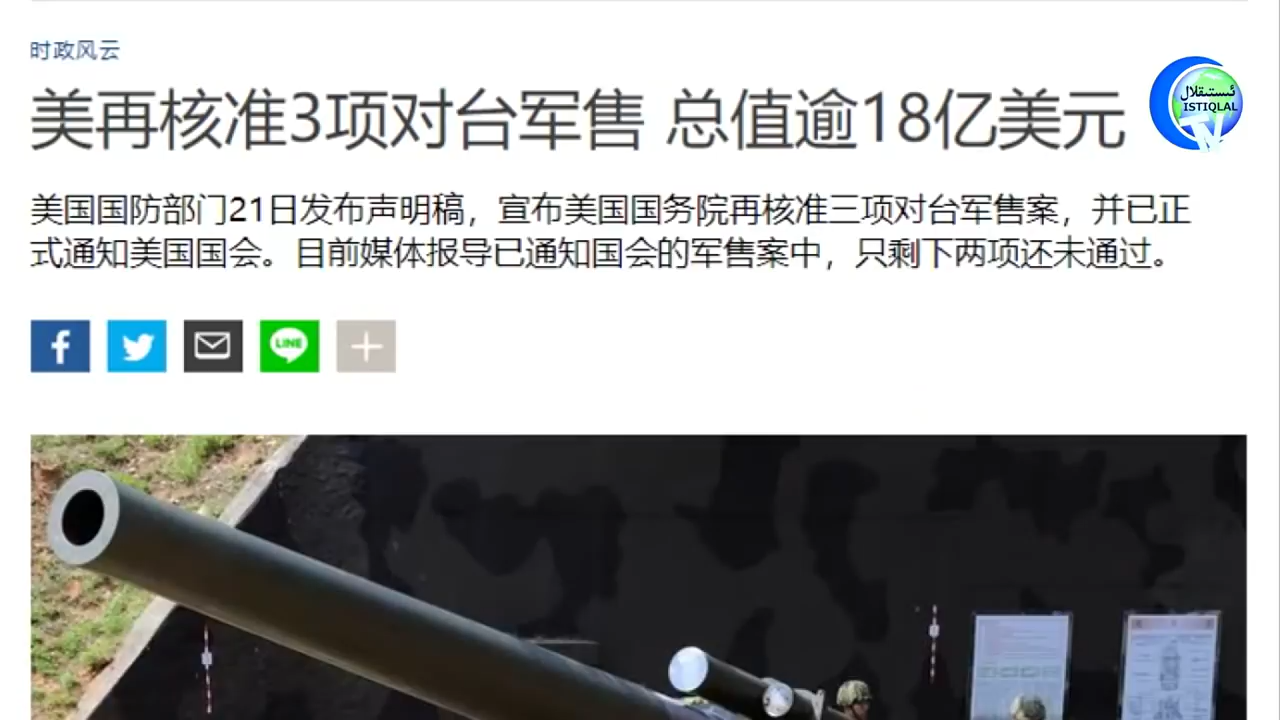 时政风云
美再核准3项对台军售 总值逾18亿美元
ئىستىقلال
ISTIQLAL
TV
美国国防部门21日发布声明稿，宣布美国国务院再核准三项对台军售案，并已正
式通知美国国会。目前媒体报导已通知国会的军售案中，只剩下两项还未通过。
LINE